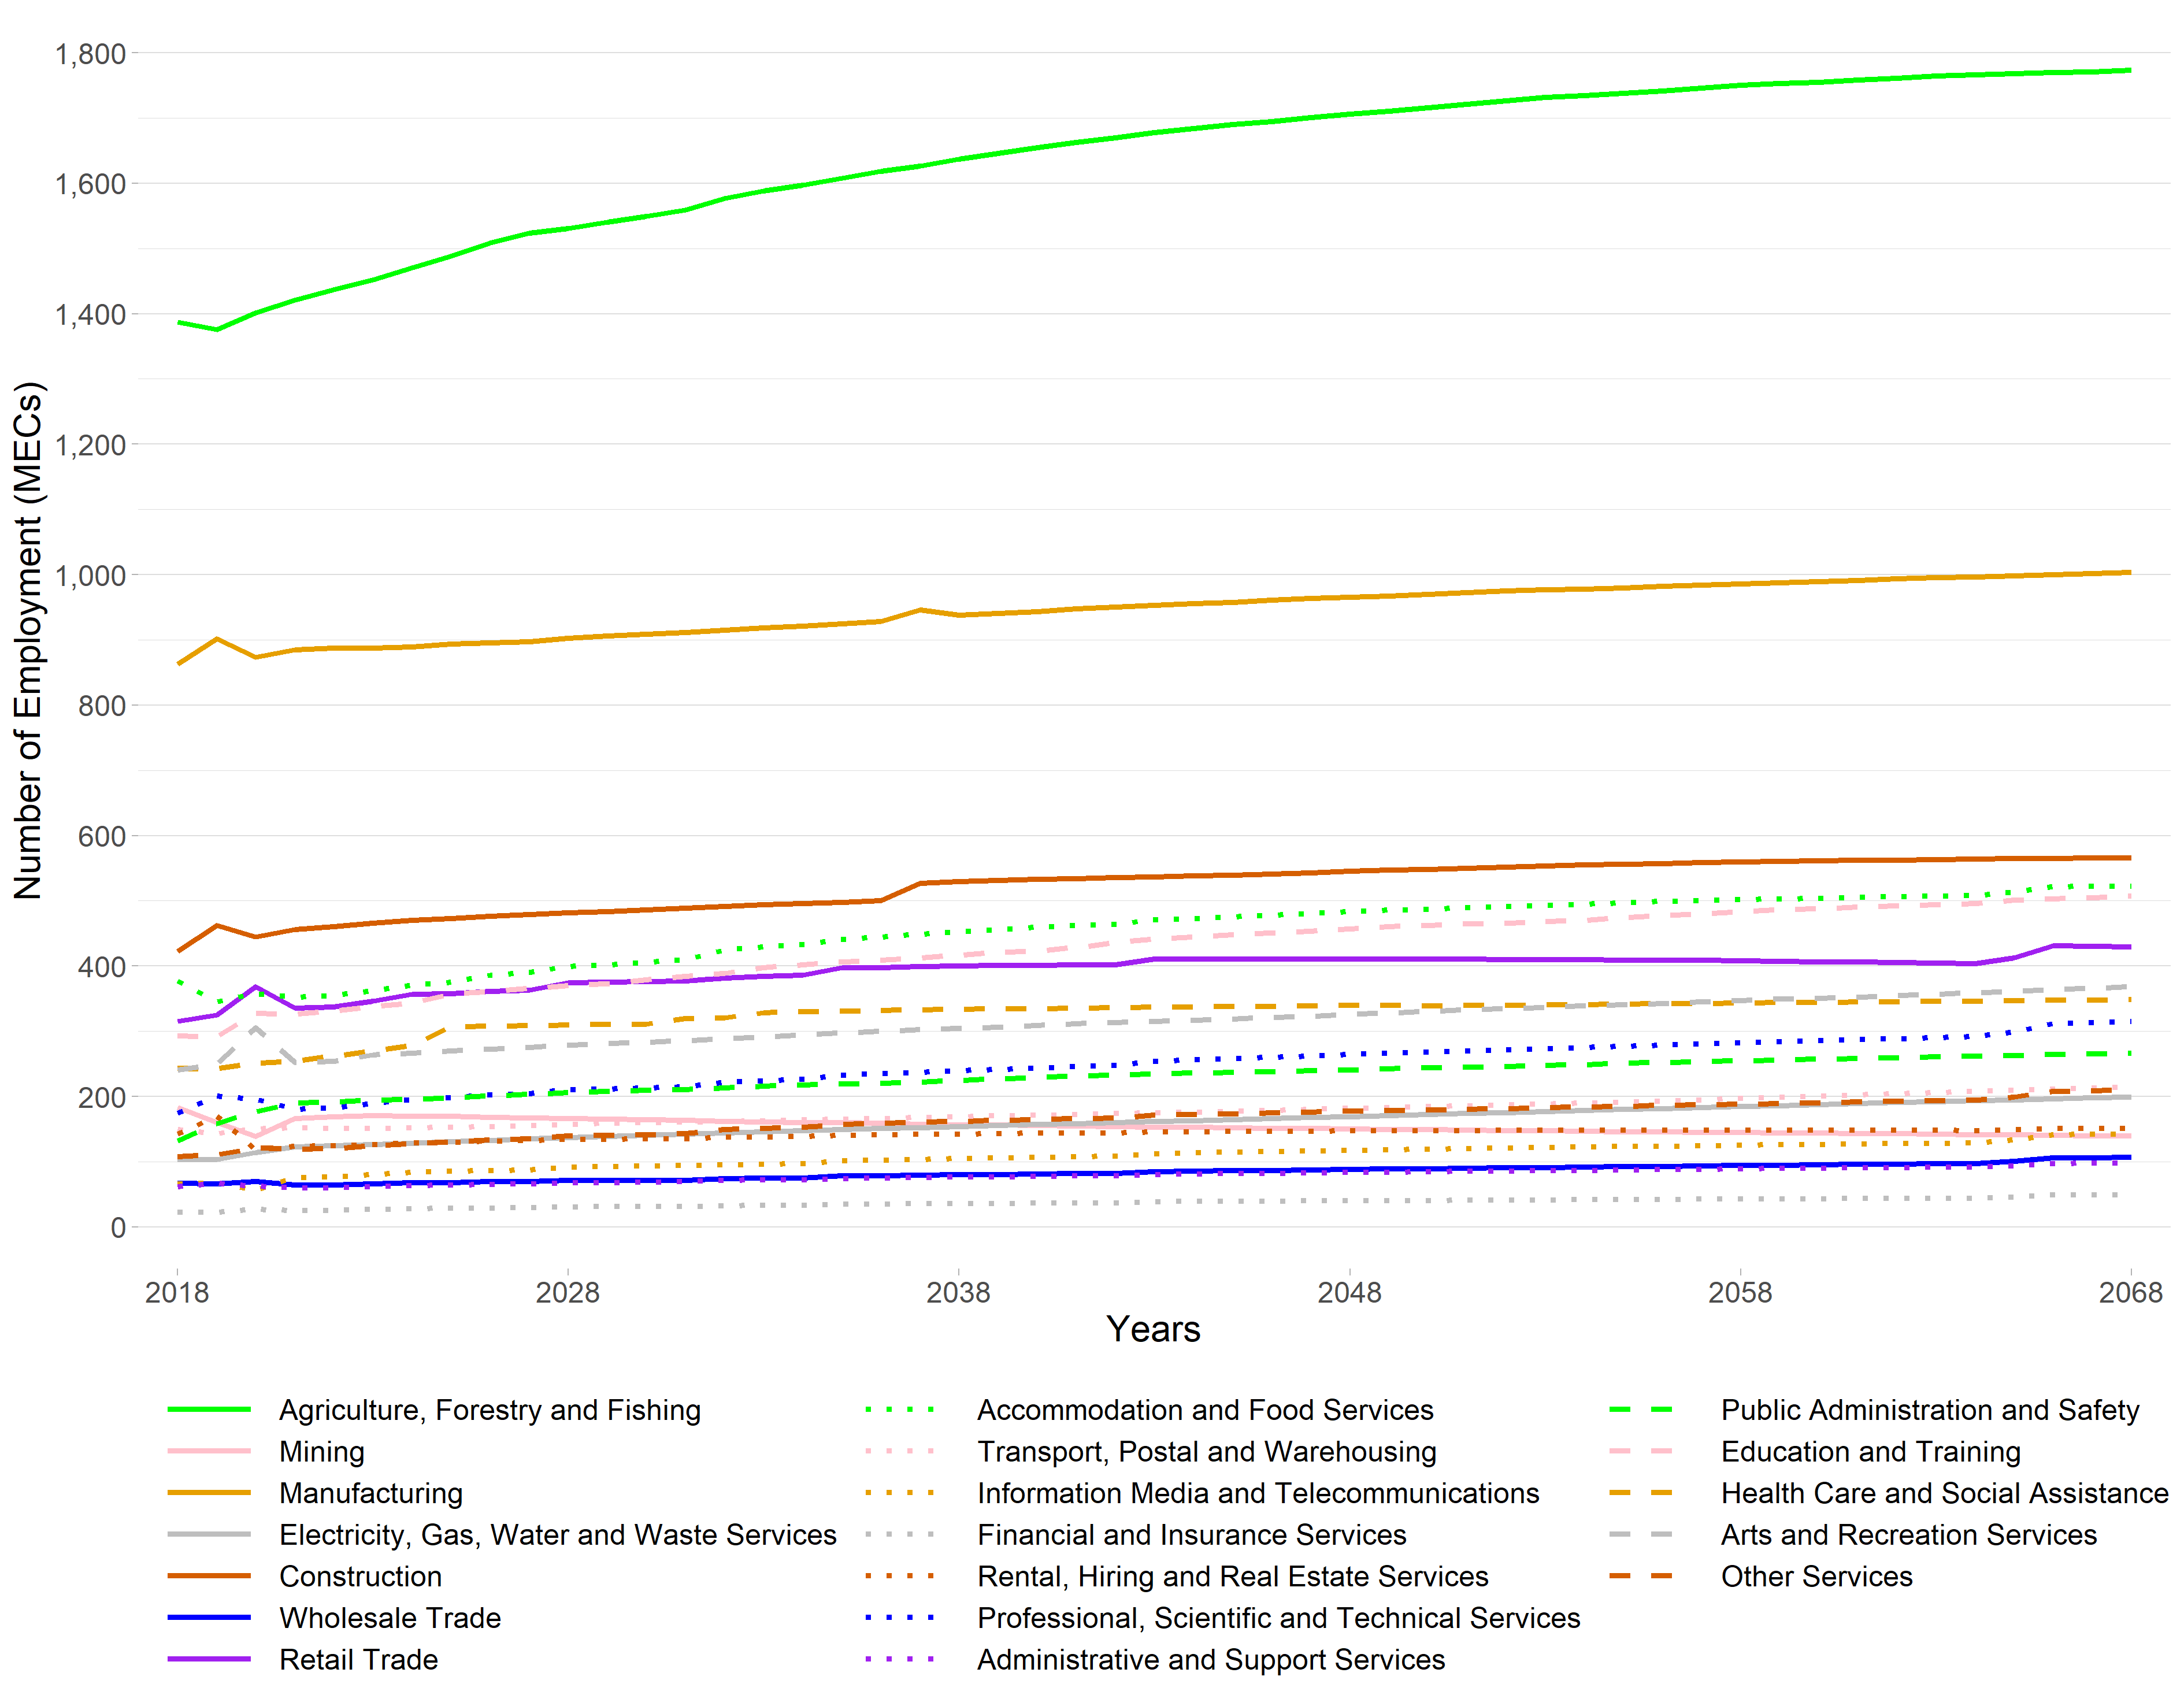 Number of Employment (MECs)
1,800
1,600
1,400
1,200
1,000
800
600
400
200
0
2018 2028 2038 2048 2058 2068
Years
Agriculture, Forestry and Fishing
Mining
Manufacturing
Electricity, Gas, Water and Waste Services
Construction
Wholesale Trade
Retail Trade
Accommodation and Food Services
Transport, Postal and Warehousing
Information Media and Telecommunications
Financial and Insurance Services
Rental, Hiring and Real Estate Services
Professional, Scientific and Technical Services
Administrative and Support Services
Public Administration and Safety
Education and Training
Health Care and Social Assistance
Arts and Recreation Services
Other Services